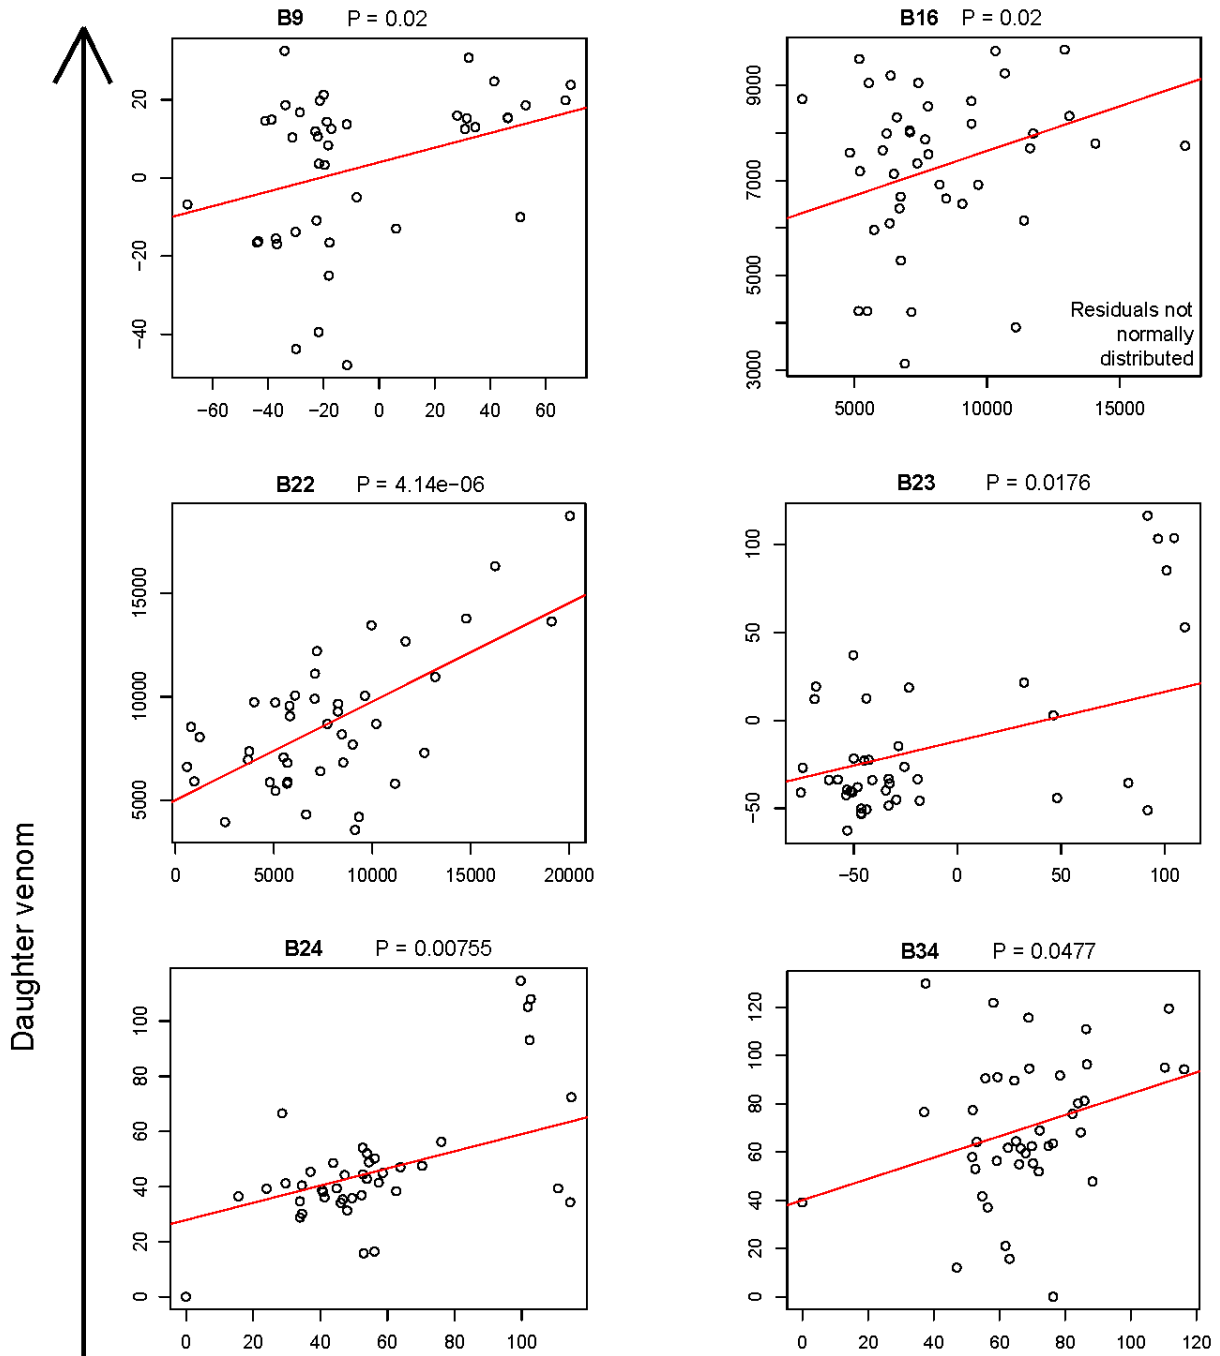 B9 P = 0.02
20
0
−20
−40
−60 −40 −20 0 20 40 60
B16 P = 0.02
9000
7000
5000
3000
Residuals not
normally
distributed
5000 10000 15000
B22 P = 4.14e−06
15000
10000
5000
0 5000 10000 15000 20000
B23 P = 0.0176
100
50
0
−50
−50 0 50 100
B24 P = 0.00755
100
80
60
40
20
0
0 20 40 60 80 100
B34 P = 0.0477
120
100
80
60
40
20
0
0 20 40 60 80 100 120
Daughter venom